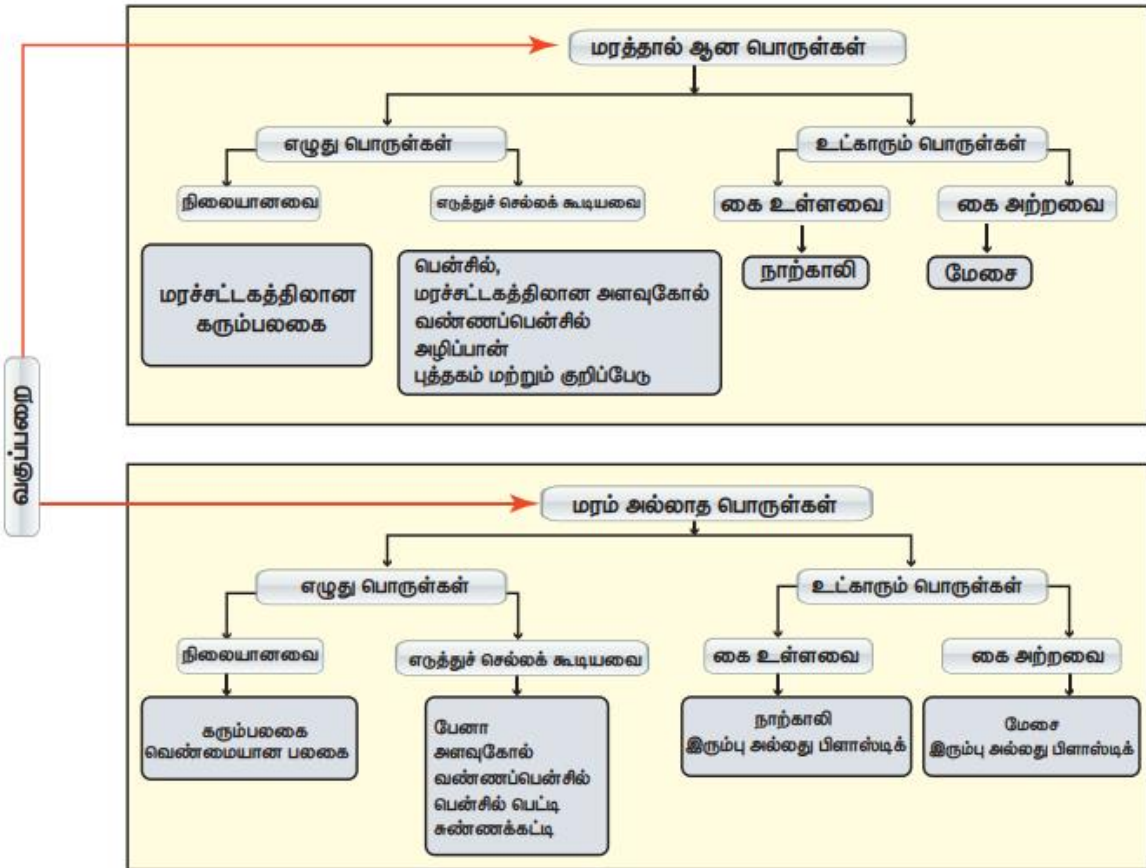 வகுப்பறை
மரத்தால் ஆன பொருள்கள்
எழுது பொருள்கள்
உட்காரும் பொருள்கள்
நிலையானவை
எடுத்துச் செல்லக் கூடியவை
கை உள்ளவை
கை அற்றவை
மரச்சட்டகத்திலான
கரும்பலகை
பென்சில்,
மரச்சட்டகத்திலான அளவுகோல்
வண்ணப்பென்சில்
அழிப்பான்
புத்தகம் மற்றும் குறிப்பேடு
நாற்காலி
மேசை
மரம் அல்லாத பொருள்கள்
எழுது பொருள்கள்
உட்காரும் பொருள்கள்
நிலையானவை
எடுத்துச் செல்லக் கூடியவை
கை உள்ளவை
கை அற்றவை
கரும்பலகை
வெண்மையான பலகை
பேனா
அளவுகோல்
வண்ணப்பென்சில்
பென்சில் பெட்டி
சுண்ணக்கட்டி
நாற்காலி
இரும்பு அல்லது பிளாஸ்டிக்
மேசை
இரும்பு அல்லது பிளாஸ்டிக்